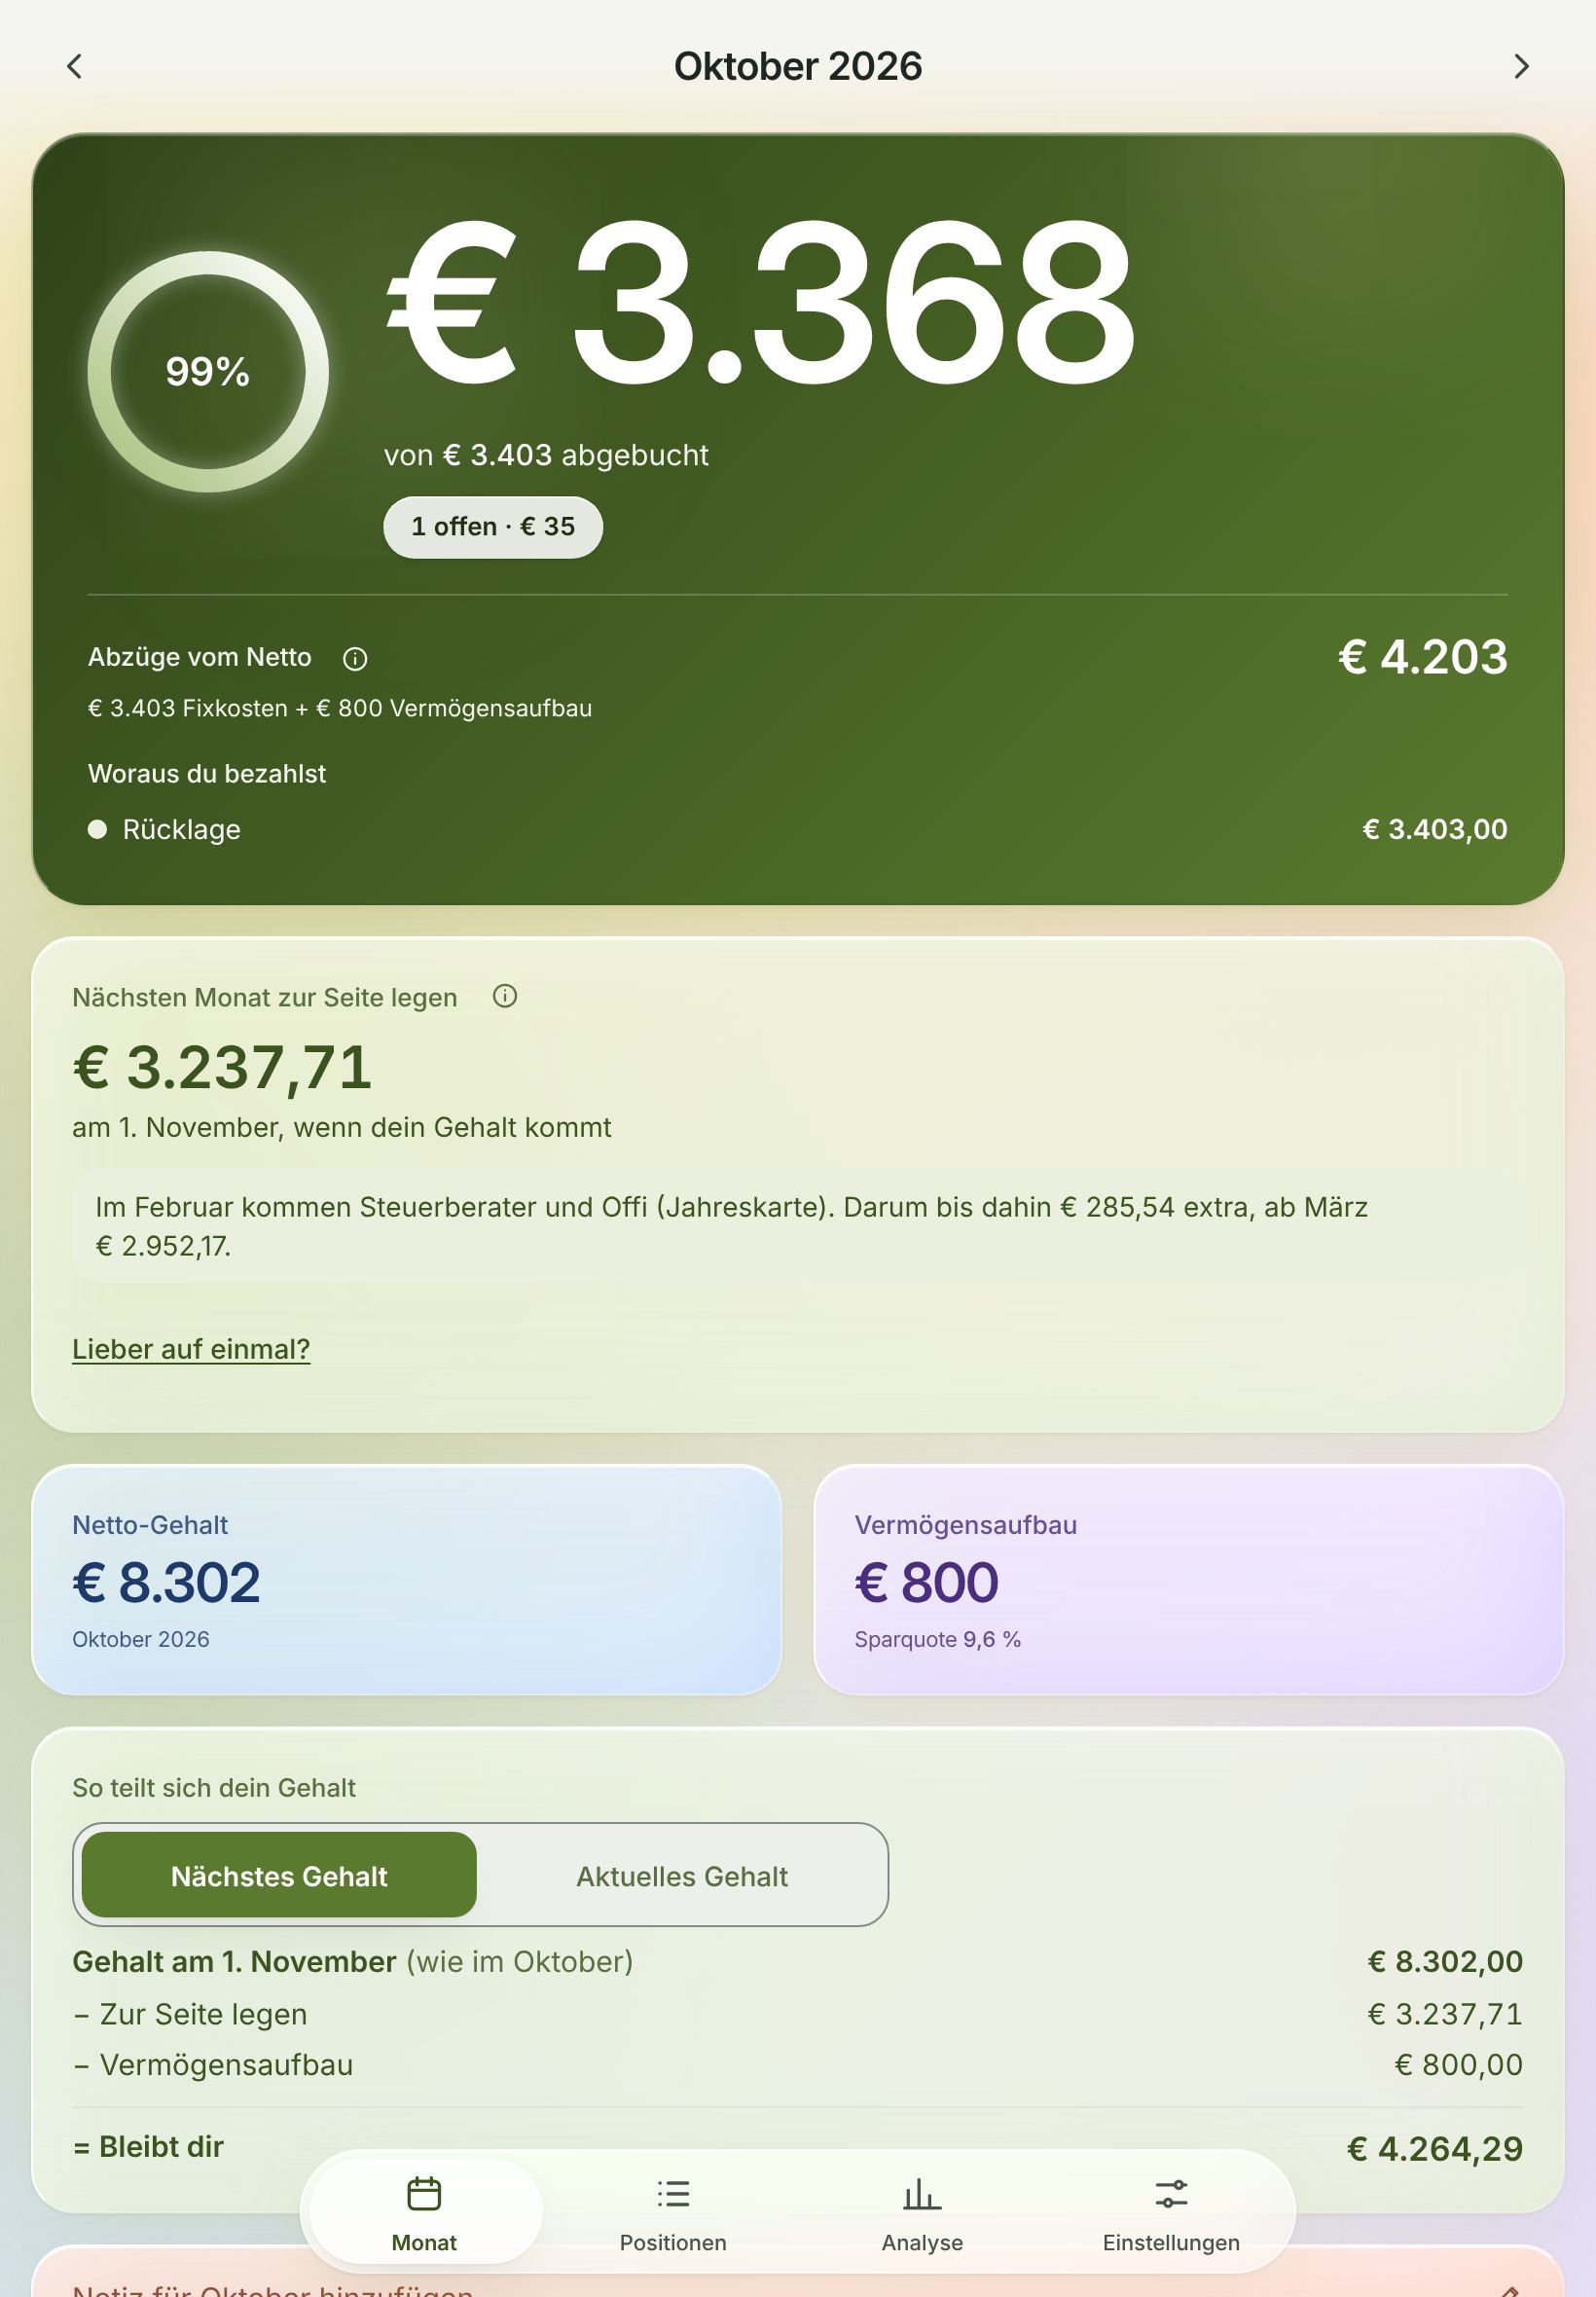 Oktober 2026
€ 3.368
99%
von € 3.403 abgebucht
1 offen · € 35
Abzüge vom Netto
€ 4.203
€ 3.403 Fixkosten + € 800 Vermögensaufbau
Woraus du bezahlst
Rücklage
€ 3.403,00
Nächsten Monat zur Seite legen
€ 3.237,71
am 1. November, wenn dein Gehalt kommt
Im Februar kommen Steuerberater und Offi (Jahreskarte). Darum bis dahin € 285,54 extra, ab März
€ 2.952,17.
Lieber auf einmal?
Netto-Gehalt
€ 8.302
Oktober 2026
Vermögensaufbau
€ 800
Sparquote 9,6 %
So teilt sich dein Gehalt
Nächstes Gehalt
Aktuelles Gehalt
Gehalt am 1. November (wie im Oktober)
€ 8.302,00
− Zur Seite legen
€ 3.237,71
− Vermögensaufbau
€ 800,00
= Bleibt dir
€ 4.264,29
Monat
Positionen
Analyse
Einstellungen
Notiz für Oktober hinzufügen